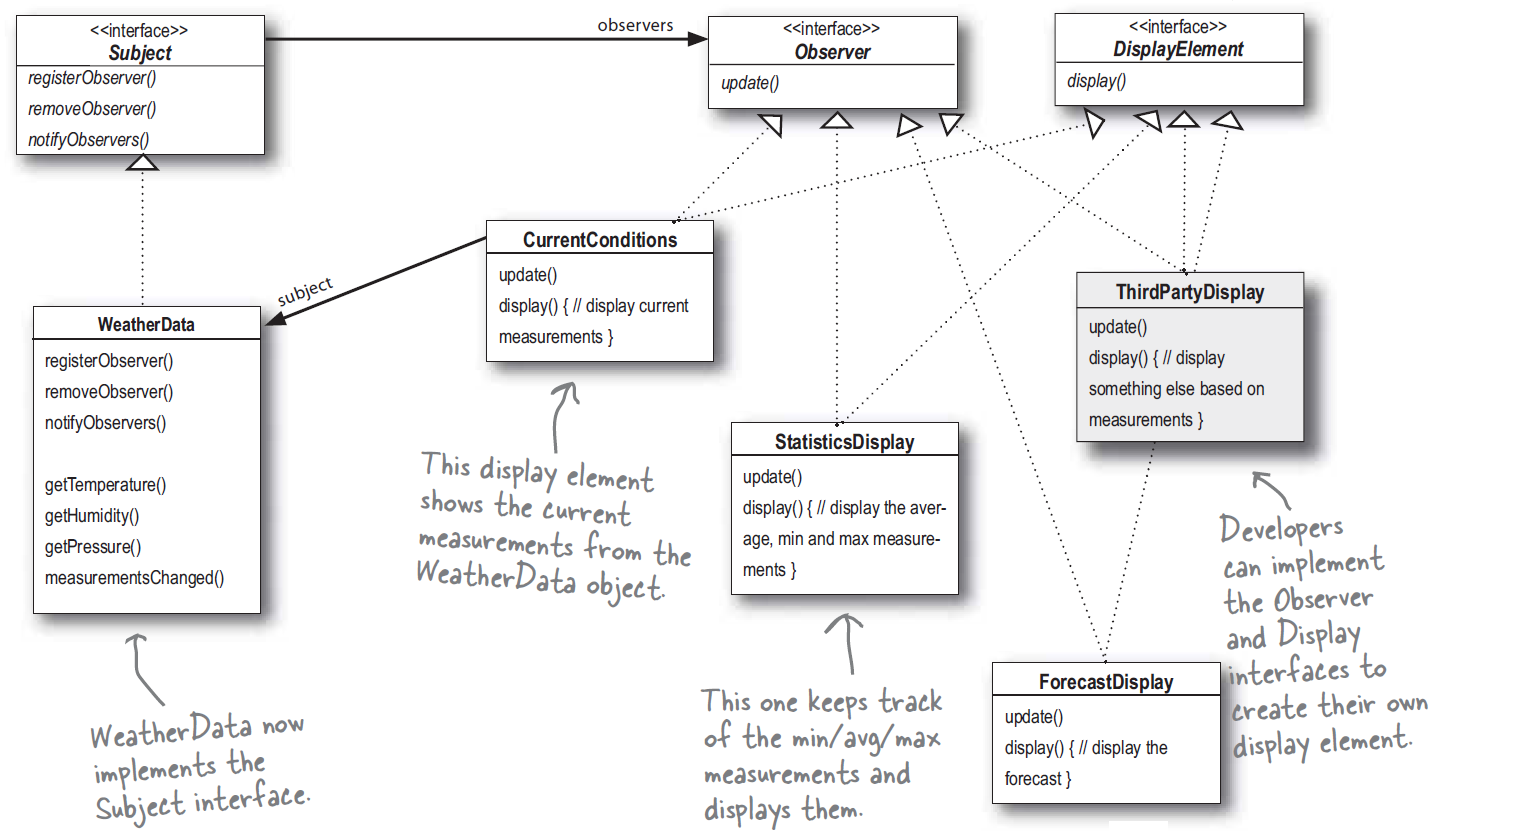 <<interface>>
Subject
registerObserver()
removeObserver()
notifyObservers()
observers
<<interface>>
Observer
update()
<<interface>>
DisplayElement
display()
CurrentConditions
update()
display() { // display current
measurements }
subject
WeatherData
registerObserver()
removeObserver()
notifyObservers()
getTemperature()
getHumidity()
getPressure()
measurementsChanged()
ThirdPartyDisplay
update()
display() { // display
something else based on
measurements }
StatisticsDisplay
update()
display() { // display the aver-
age, min and max measure-
ments }
ForecastDisplay
update()
display() { // display the
forecast }
This display element
shows the current
measurements from the
WeatherData object.
Developers
can implement
the Observer
and Display
interfaces to
create their own
display element.
This one keeps track
of the min/avg/max
measurements and
displays them.
WeatherData now
implements the
Subject interface.